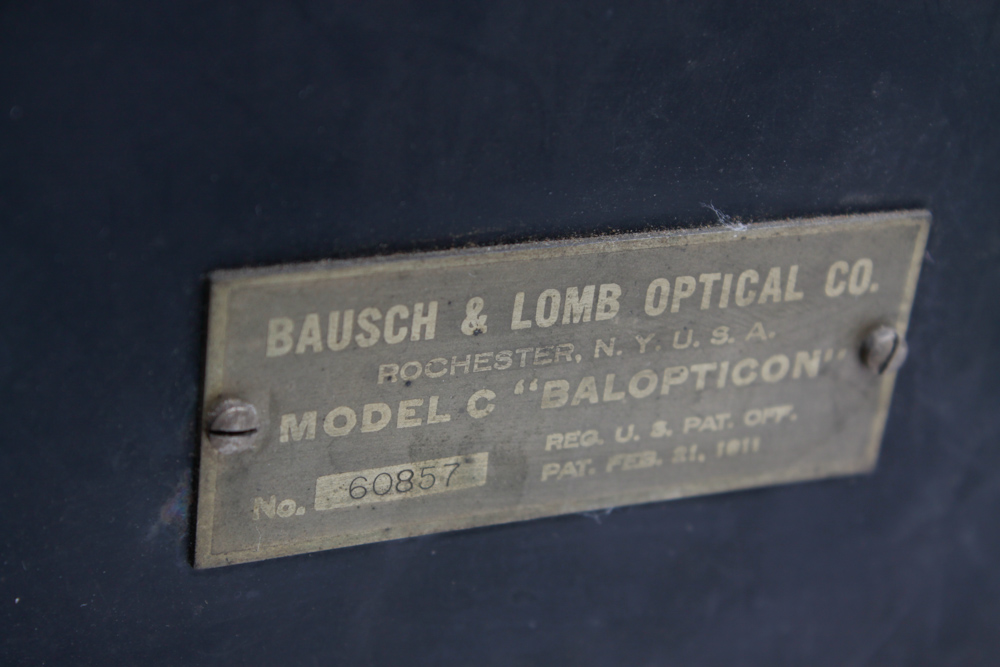 BAUSCH & LOMB OPTICAL CO.
ROCHESTER, N. Y. U. S. A.
MODEL C "BALOPTICON"
REG. U. S. PAT. OFF.
PAT. FEB. 21, 1911
No. 60857